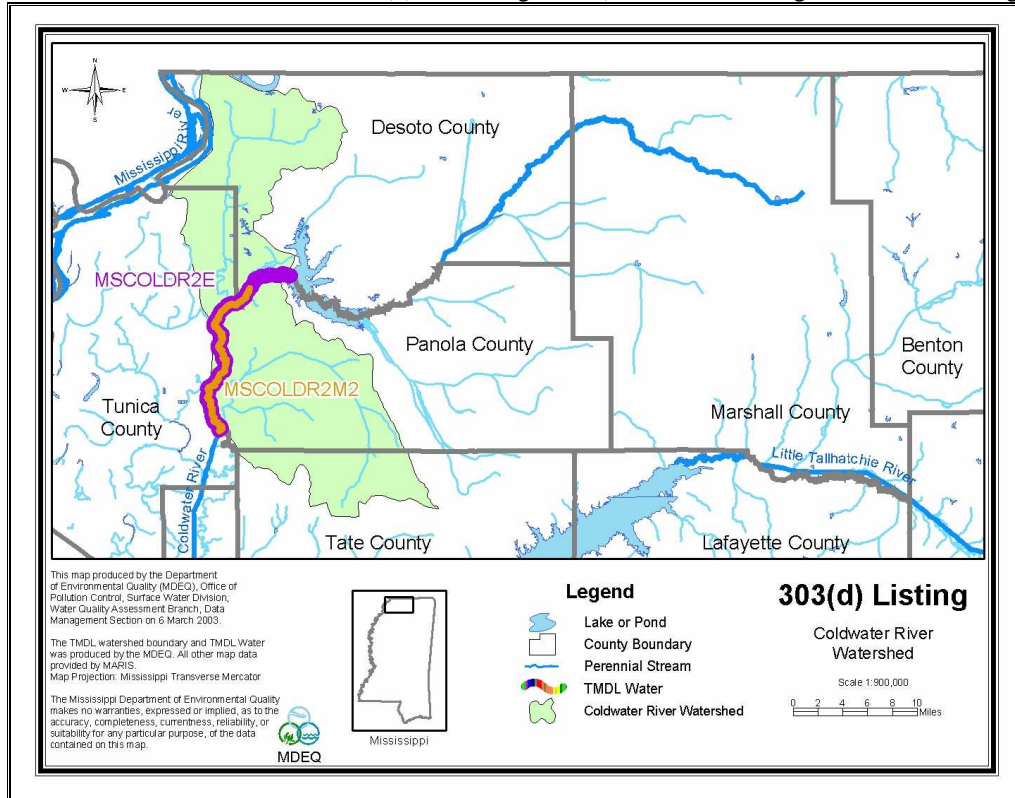 N
W E
S
Desoto County
Mississippi River
MSCOLDR2E
Panola County
Benton
County
MSCOLDR2M2
Tunica
County
Marshall County
Little Tallhatchie River
Coldwater River
Tate County
Lafayette County
This map produced by the Department
of Environmental Quality (MDEQ), Office of
Pollution Control, Surface Water Division,
Water Quality Assessment Branch, Data
Management Section on 6 March 2003.
The TMDL watershed boundary and TMDL Water
was produced by the MDEQ. All other map data
provided by MARIS.
Map Projection: Mississippi Transverse Mercator
The Mississippi Department of Environmental Quality
makes no warranties, expressed or implied, as to the
accuracy, completeness, currentness, reliability, or
suitability for any particular purpose, of the data
contained on this map.
MDEQ
Mississippi
Legend
Lake or Pond
County Boundary
Perennial Stream
TMDL Water
Coldwater River Watershed
303(d) Listing
Coldwater River
Watershed
Scale 1:900,000
0 2 4 6 8 10
Miles